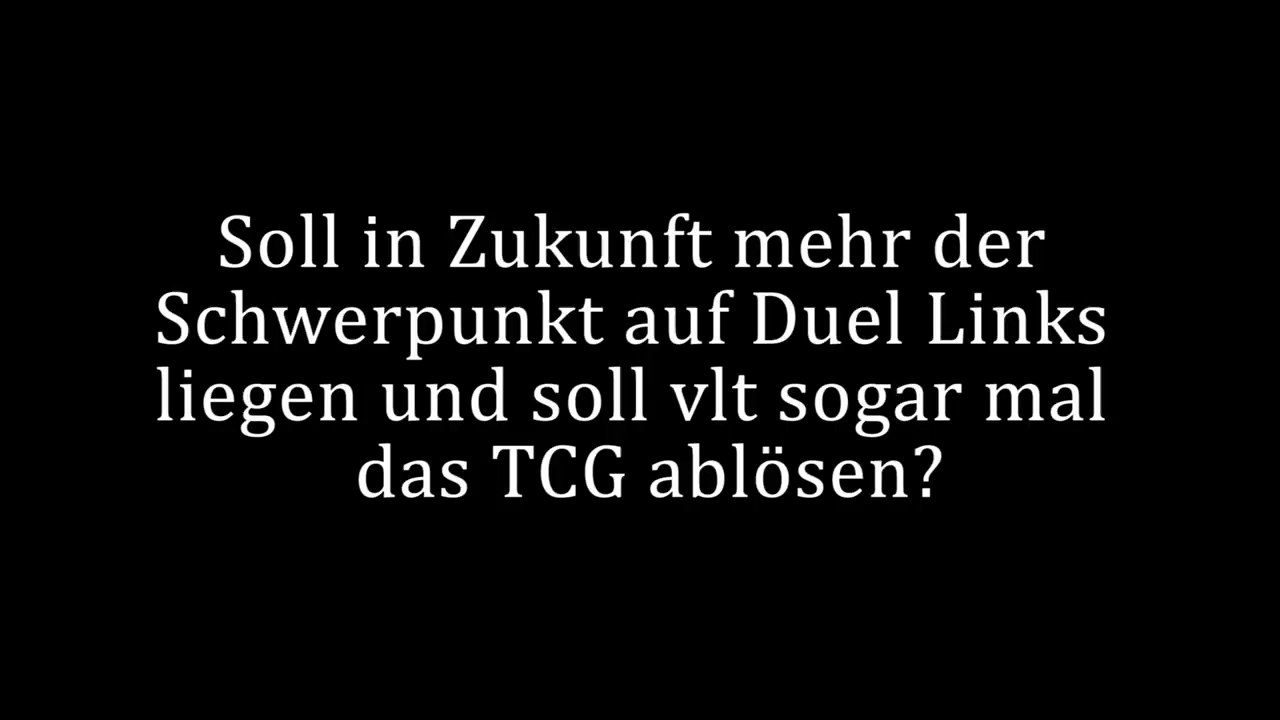 Soll in Zukunft mehr der
Schwerpunkt auf Duel Links
liegen und soll vlt sogar mal
das TCG ablösen?